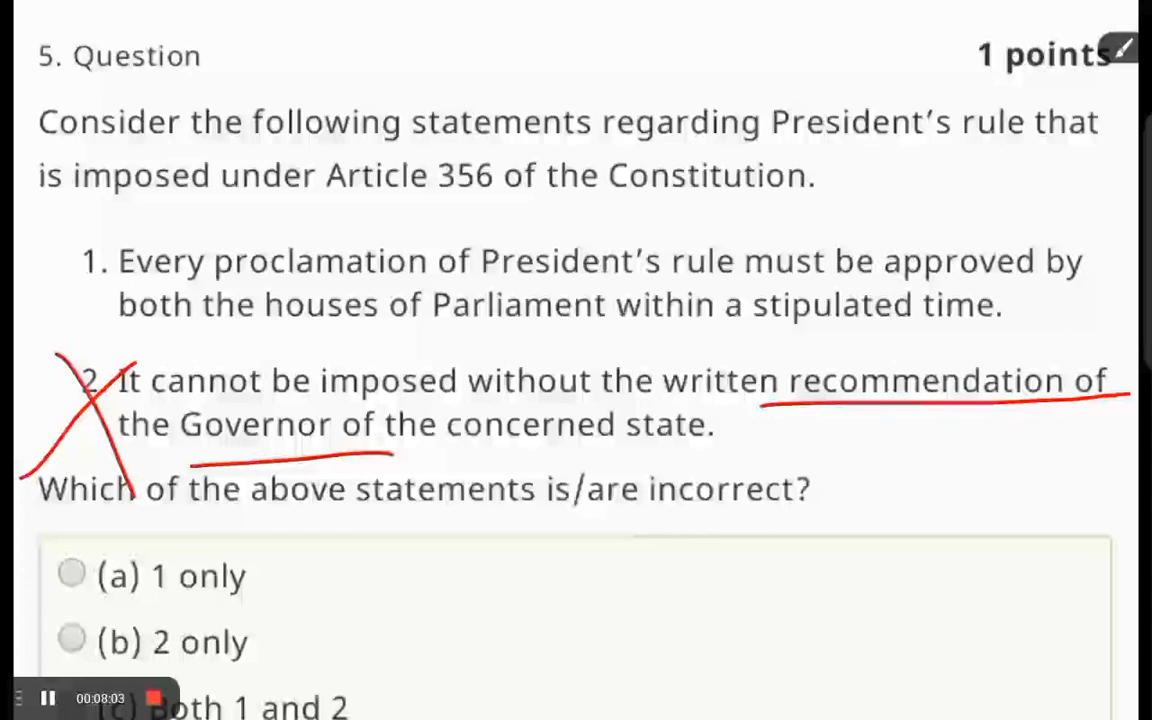 5. Question
1 points
Consider the following statements regarding President's rule that
is imposed under Article 356 of the Constitution.
1. Every proclamation of President's rule must be approved by
both the houses of Parliament within a stipulated time.
2. It cannot be imposed without the written recommendation of
the Governor of the concerned state.
Which of the above statements is/are incorrect?
(a) 1 only
(b) 2 only
(c) Both 1 and 2
00:08:03